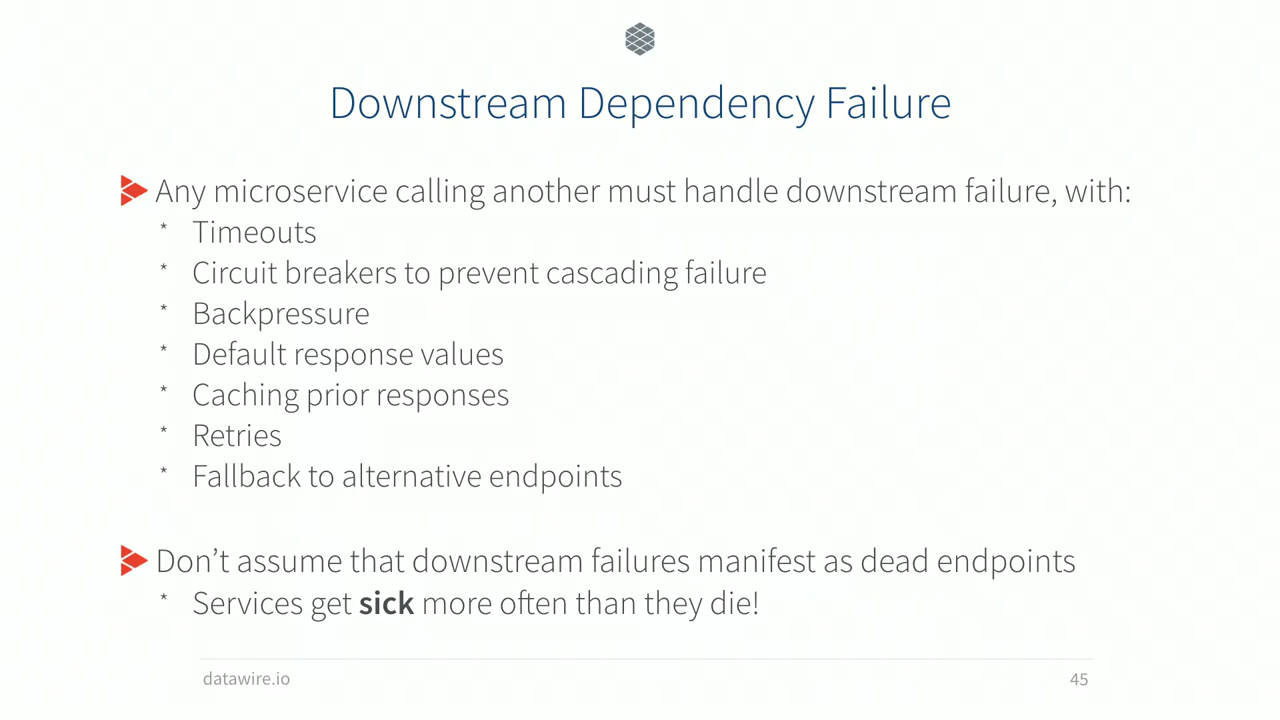 Downstream Dependency Failure
Any microservice calling another must handle downstream failure, with:
* Timeouts
* Circuit breakers to prevent cascading failure
* Backpressure
* Default response values
* Caching prior responses
* Retries
* Fallback to alternative endpoints
Don’t assume that downstream failures manifest as dead endpoints
* Services get sick more often than they die!
datawire.io
45